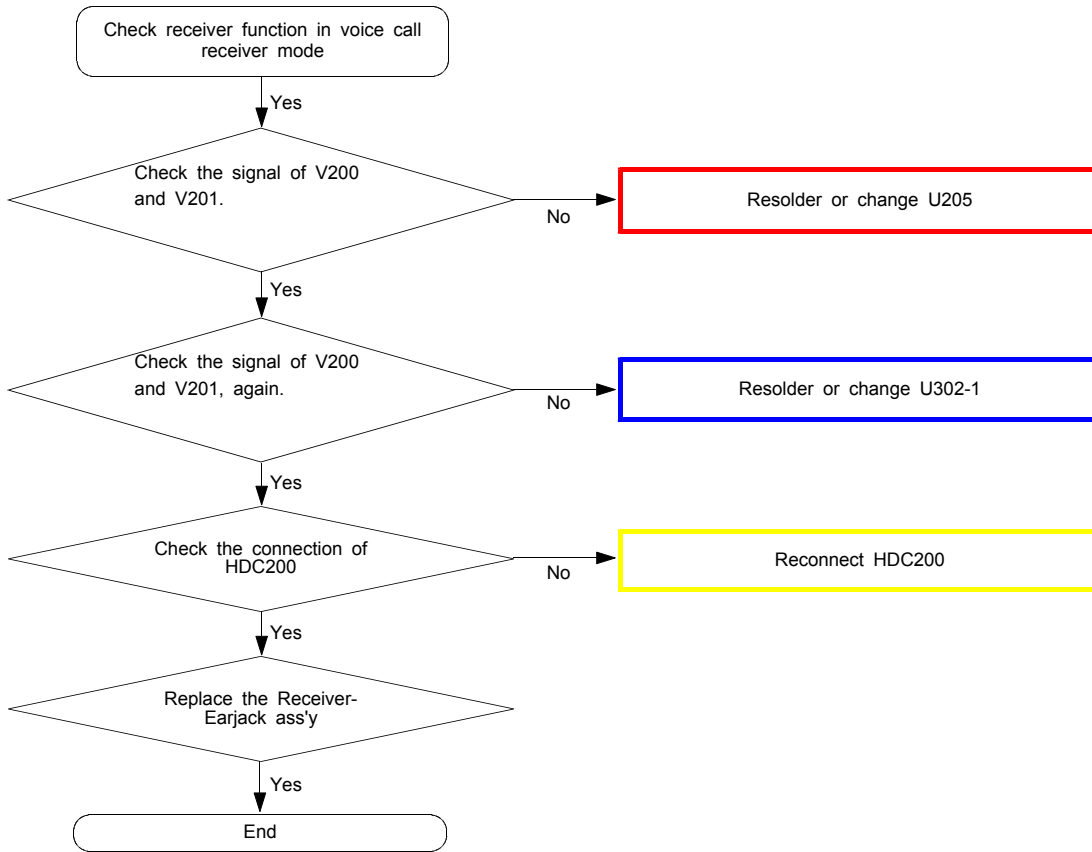 Check receiver function in voice call
receiver mode
Yes
Check the signal of V200
and V201.
No
Resolder or change U205
Yes
Check the signal of V200
and V201, again.
No
Resolder or change U302-1
Yes
Check the connection of
HDC200
No
Reconnect HDC200
Yes
Replace the Receiver-
Earjack ass'y
Yes
End